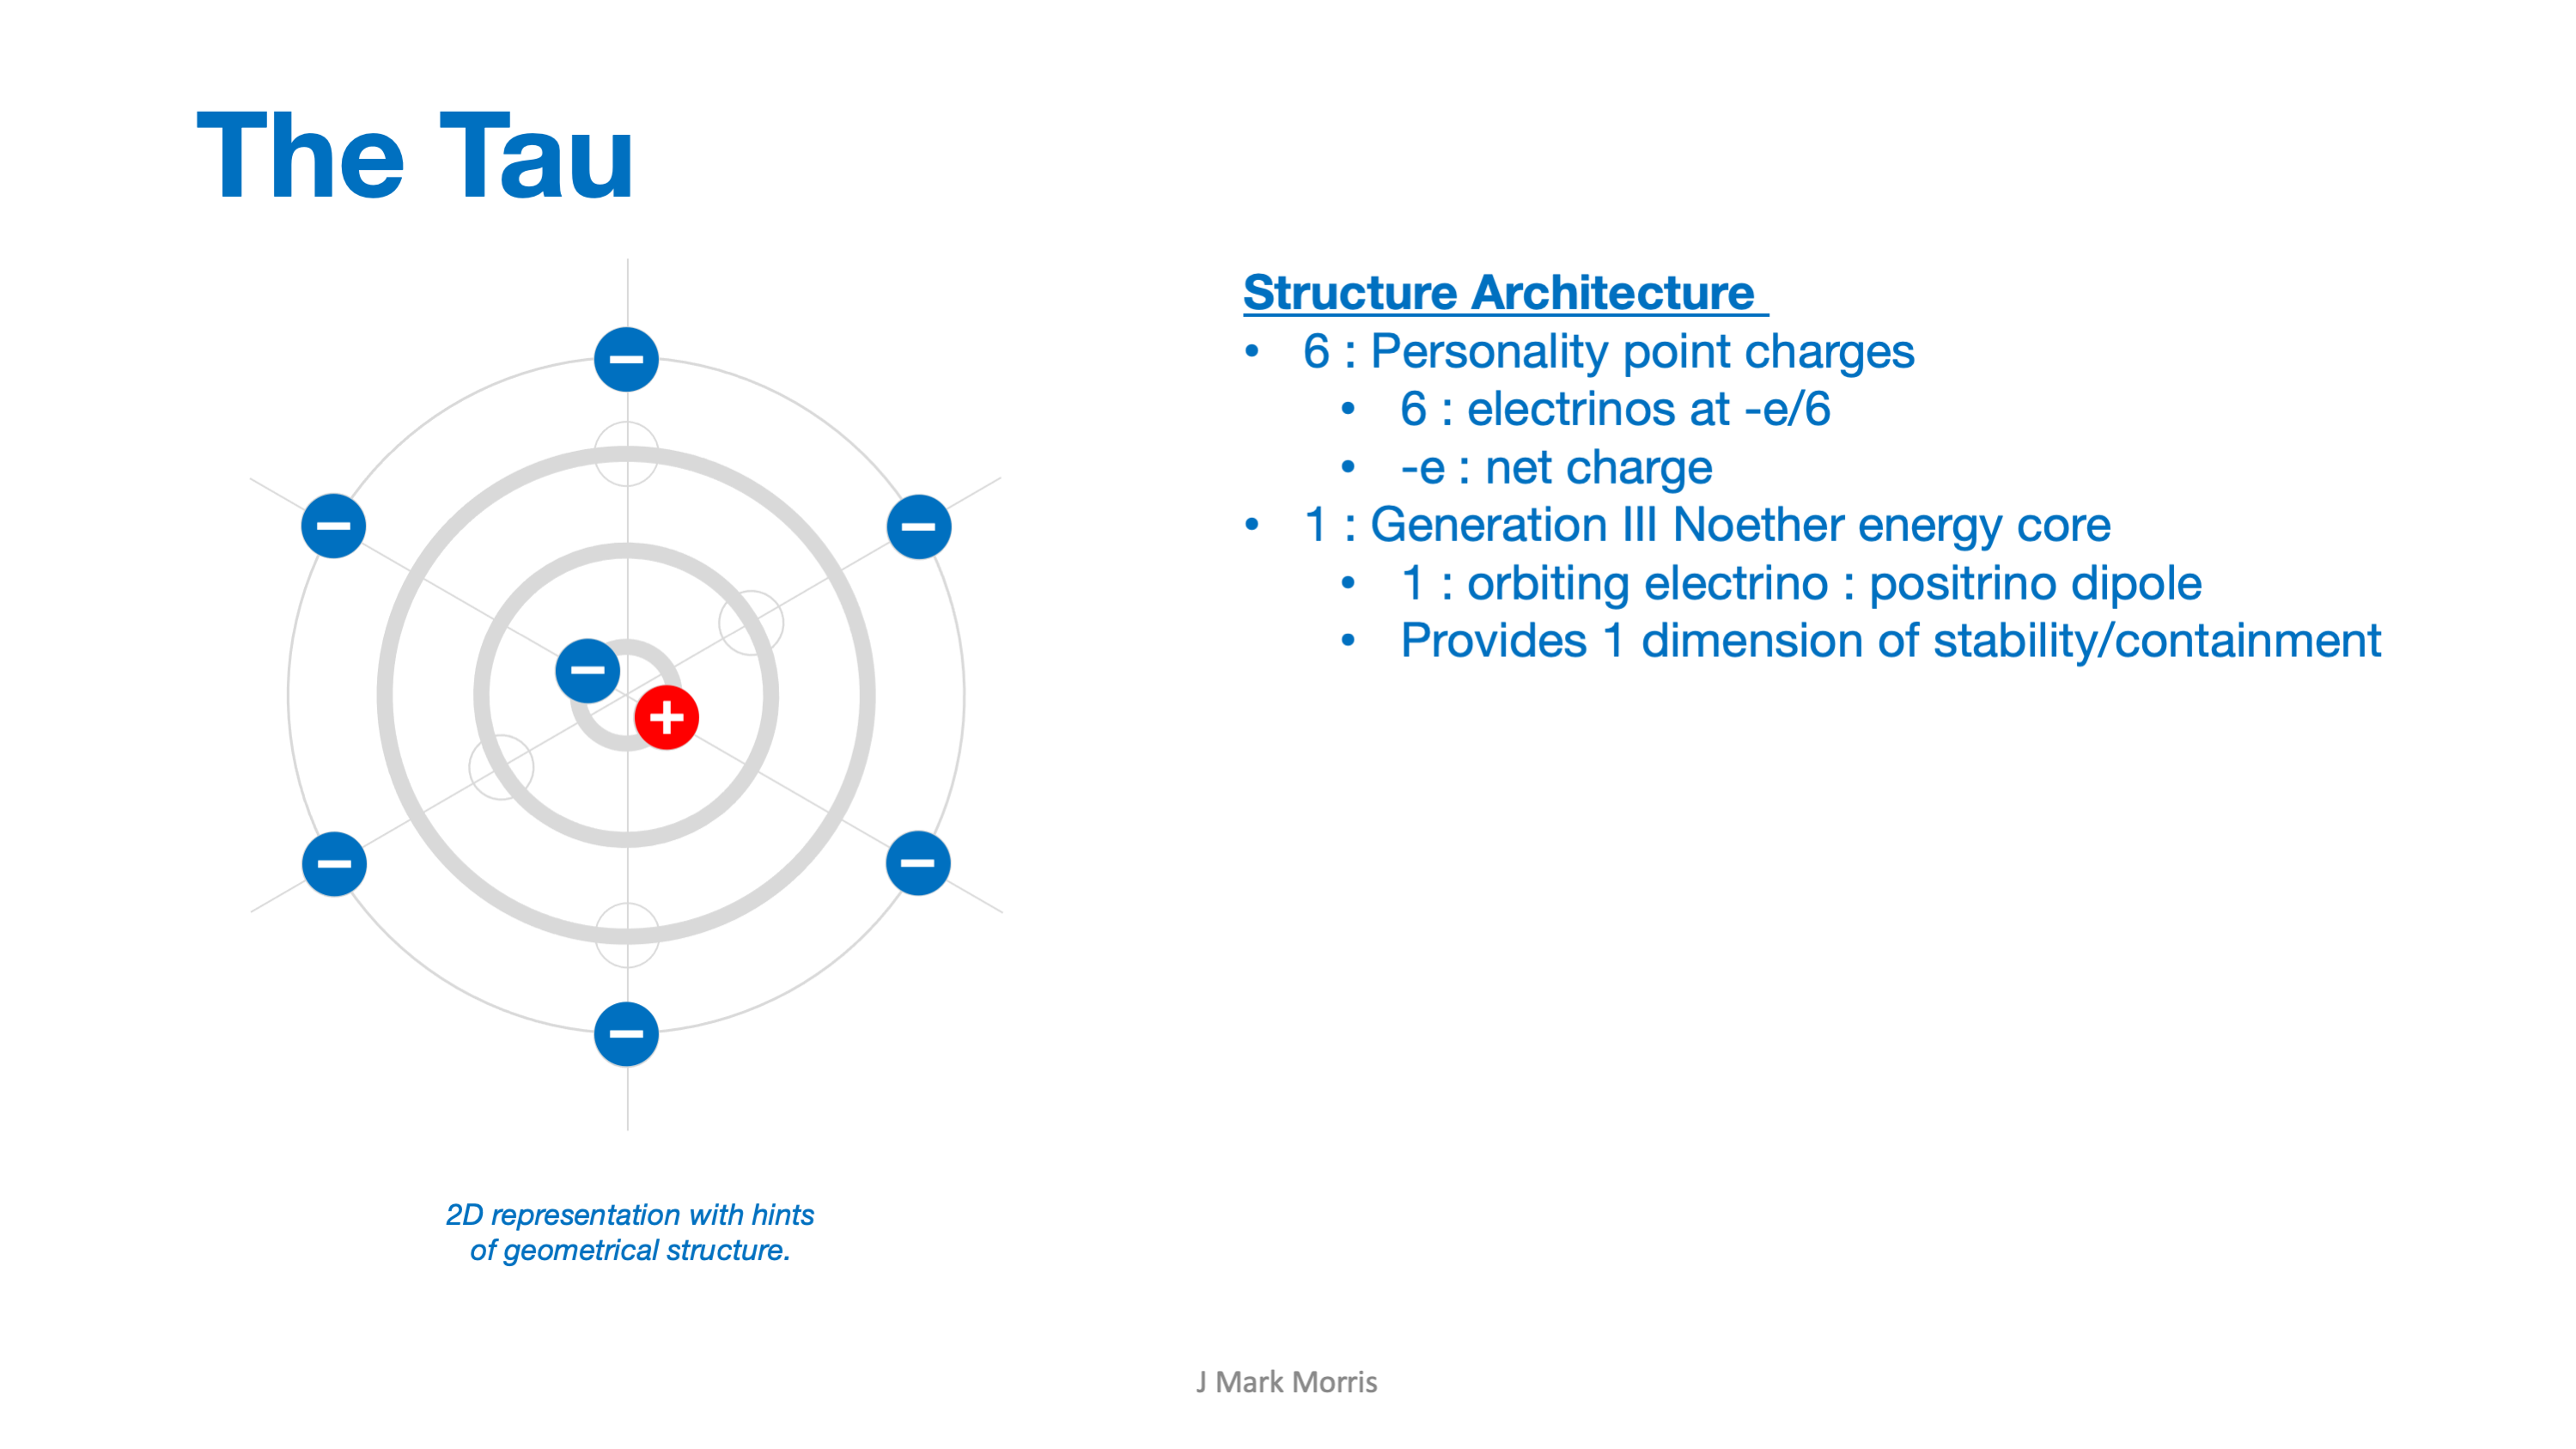 The Tau
Structure Architecture
• 6 : Personality point charges
• 6 : electrinos at -e/6
• -e : net charge
• 1 : Generation III Noether energy core
• 1 : orbiting electrino : positrino dipole
• Provides 1 dimension of stability/containment
−
−
−
−
+
−
−
−
2D representation with hints
of geometrical structure.
J Mark Morris